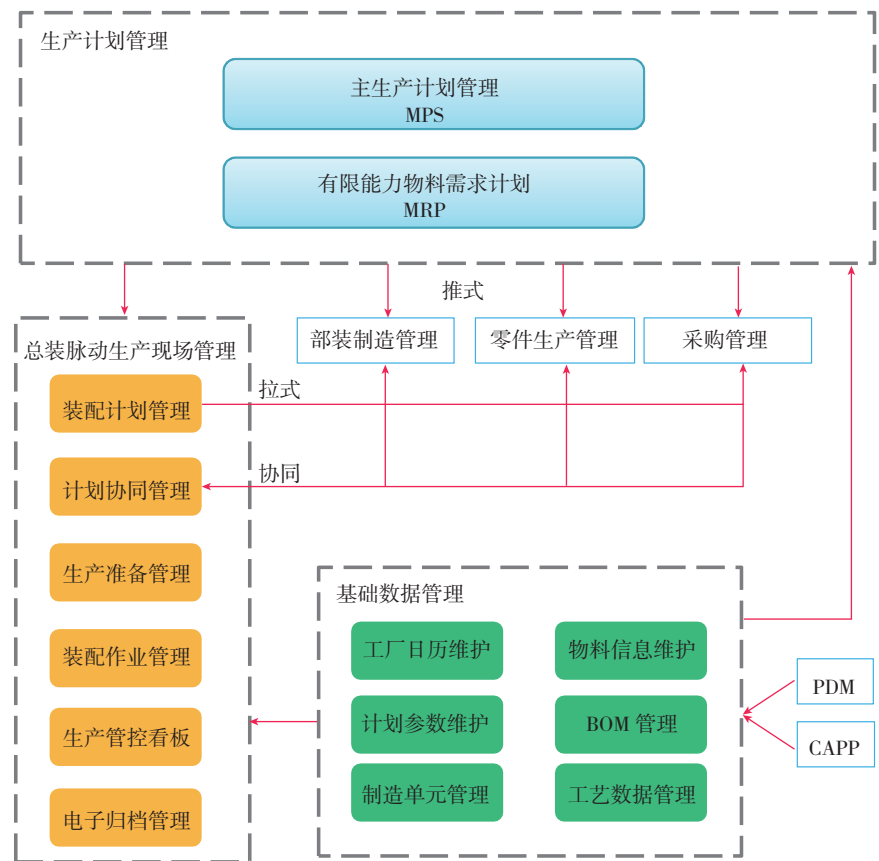 生产计划管理
主生产计划管理
MPS
有限能力物料需求计划
MRP
推式
总装脉动生产现场管理
部装制造管理
零件生产管理
采购管理
装配计划管理
拉式
计划协同管理
协同
生产准备管理
装配作业管理
生产管控看板
电子归档管理
基础数据管理
工厂日历维护
物料信息维护
计划参数维护
BOM 管理
制造单元管理
工艺数据管理
PDM
CAPP